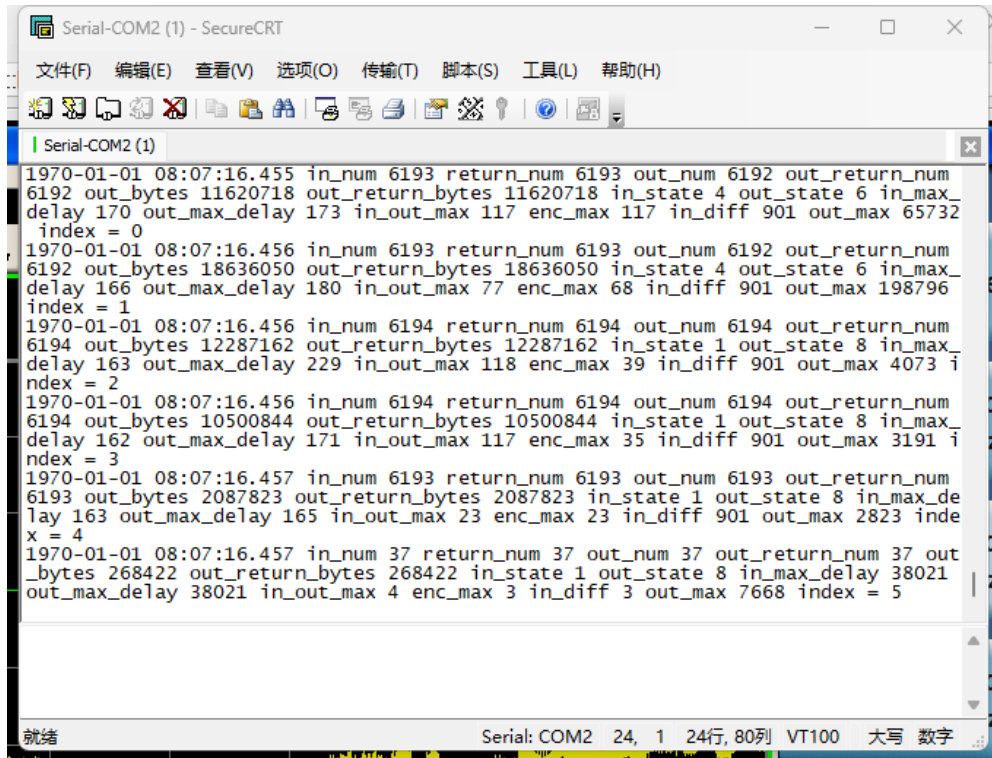 Serial-COM2 (1) - SecureCRT
文件(F) 编辑(E) 查看(V) 选项(O) 传输(T) 脚本(S) 工具(L) 帮助(H)
Serial-COM2 (1)
1970-01-01 08:07:16.455 in_num 6193 return_num 6193 out_num 6192 out_return_num
6192 out_bytes 11620718 out_return_bytes 11620718 in_state 4 out_state 6 in_max_
delay 170 out_max_delay 173 in_out_max 117 enc_max 117 in_diff 901 out_max 65732
 index = 0
1970-01-01 08:07:16.456 in_num 6193 return_num 6193 out_num 6192 out_return_num
6192 out_bytes 18636050 out_return_bytes 18636050 in_state 4 out_state 6 in_max_
delay 166 out_max_delay 180 in_out_max 77 enc_max 68 in_diff 901 out_max 198796
index = 1
1970-01-01 08:07:16.456 in_num 6194 return_num 6194 out_num 6194 out_return_num
6194 out_bytes 12287162 out_return_bytes 12287162 in_state 1 out_state 8 in_max_
delay 163 out_max_delay 229 in_out_max 118 enc_max 39 in_diff 901 out_max 4073 i
ndex = 2
1970-01-01 08:07:16.456 in_num 6194 return_num 6194 out_num 6194 out_return_num
6194 out_bytes 10500844 out_return_bytes 10500844 in_state 1 out_state 8 in_max_
delay 162 out_max_delay 171 in_out_max 117 enc_max 35 in_diff 901 out_max 3191 i
ndex = 3
1970-01-01 08:07:16.457 in_num 6193 return_num 6193 out_num 6193 out_return_num
6193 out_bytes 2087823 out_return_bytes 2087823 in_state 1 out_state 8 in_max_de
lay 163 out_max_delay 165 in_out_max 23 enc_max 23 in_diff 901 out_max 2823 inde
x = 4
1970-01-01 08:07:16.457 in_num 37 return_num 37 out_num 37 out_return_num 37 out
_bytes 268422 out_return_bytes 268422 in_state 1 out_state 8 in_max_delay 38021
out_max_delay 38021 in_out_max 4 enc_max 3 in_diff 3 out_max 7668 index = 5
就绪 Serial: COM2 24, 1 24行, 80列 VT100 大写 数字